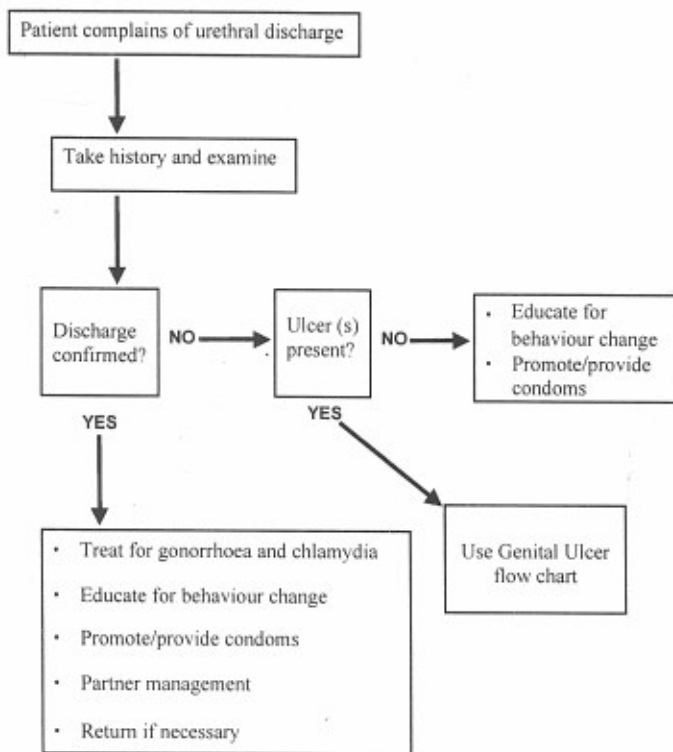 Patient complains of urethral discharge
Take history and examine
Discharge
confirmed?
NO
Ulcer (s)
present?
NO
• Educate for
behaviour change
• Promote/provide
condoms
YES
YES
• Treat for gonorrhoea and chlamydia
• Educate for behaviour change
• Promote/provide condoms
• Partner management
• Return if necessary
Use Genital Ulcer
flow chart